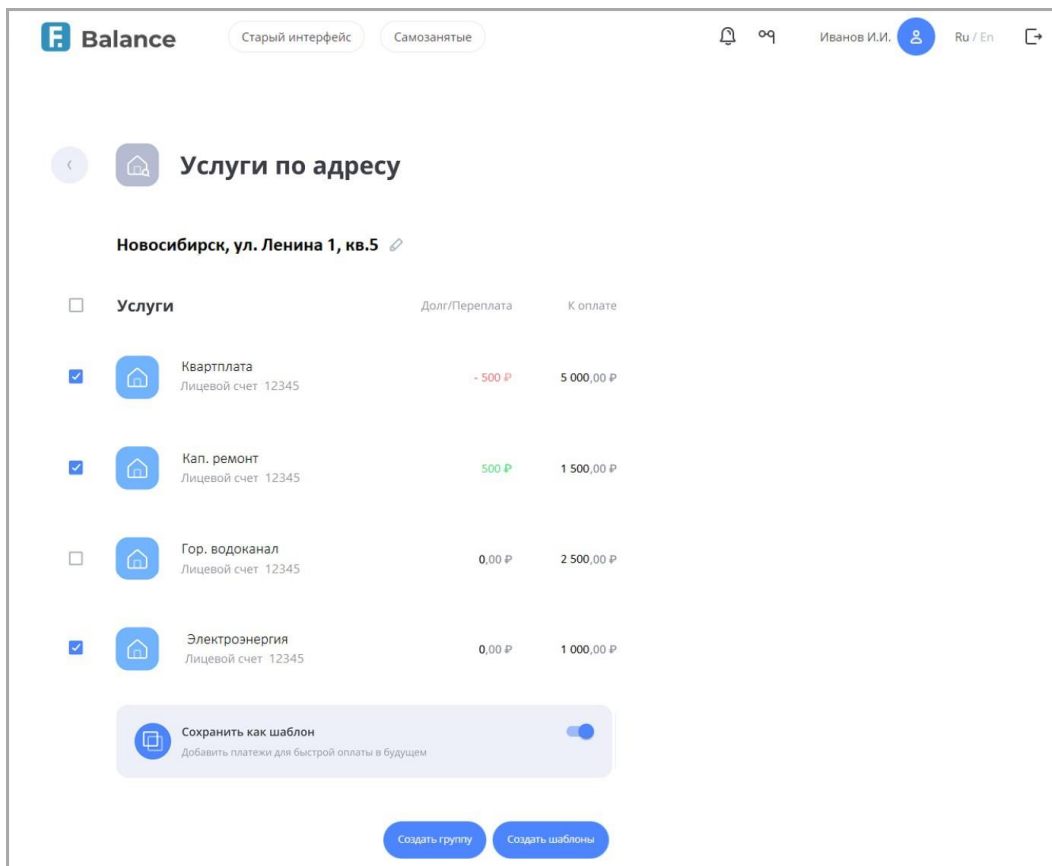 F. Balance Старый интерфейс Самозанятые Иванов И.И. Ru / En
Услуги по адресу
Новосибирск, ул. Ленина 1, кв.5
Услуги Долг/Переплата К оплате
Квартплата
Лицевой счет 12345 - 500 ₽ 5 000,00 ₽
Кап. ремонт
Лицевой счет 12345 500 ₽ 1 500,00 ₽
Гор. водоканал
Лицевой счет 12345 0,00 ₽ 2 500,00 ₽
Электроэнергия
Лицевой счет 12345 0,00 ₽ 1 000,00 ₽
Сохранить как шаблон
Добавить платежи для быстрой оплаты в будущем
Создать группу Создать шаблоны